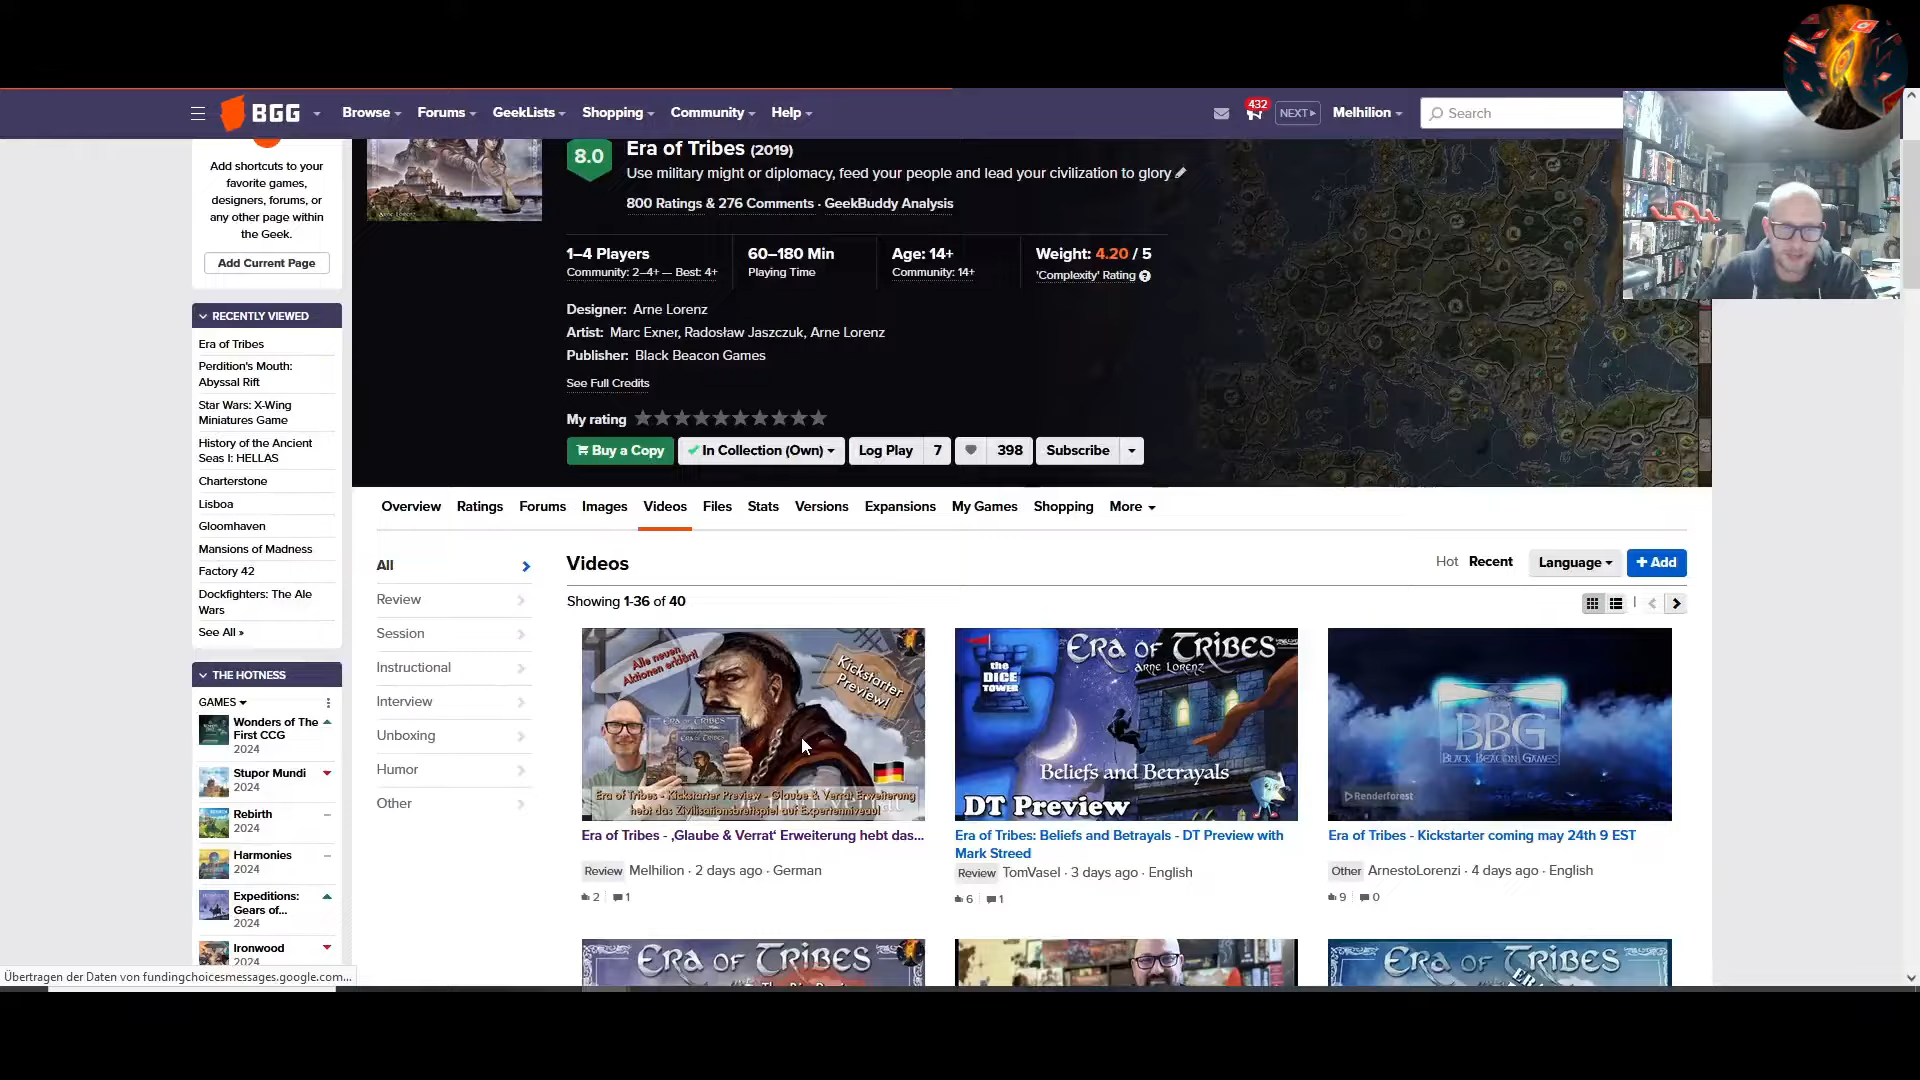 BGG
Browse
Forums
GeekLists
Shopping
Community
Help
432
NEXT
Melhilion
Search
Add shortcuts to your
favorite games,
designers, forums, or
any other page within
the Geek.
Add Current Page
RECENTLY VIEWED
Era of Tribes
Perdition's Mouth:
Abyssal Rift
Star Wars: X-Wing
Miniatures Game
History of the Ancient
Seas I: HELLAS
Charterstone
Lisboa
Gloomhaven
Mansions of Madness
Factory 42
Dockfighters: The Ale
Wars
See All »
THE HOTNESS
GAMES
Wonders of The
First CCG
2024
Stupor Mundi
2024
Rebirth
2024
Harmonies
2024
Expeditions:
Gears of...
2024
Ironwood
2024
Übertragen der Daten von fundingchoicesmessages.google.com...
8.0
Era of Tribes (2019)
Use military might or diplomacy, feed your people and lead your civilization to glory
800 Ratings & 276 Comments · GeekBuddy Analysis
1–4 Players
Community: 2–4+ — Best: 4+
60–180 Min
Playing Time
Age: 14+
Community: 14+
Weight: 4.20 / 5
'Complexity' Rating
Designer: Arne Lorenz
Artist: Marc Exner, Radosław Jaszczuk, Arne Lorenz
Publisher: Black Beacon Games
See Full Credits
My rating
Buy a Copy
In Collection (Own)
Log Play 7
398
Subscribe
Overview
Ratings
Forums
Images
Videos
Files
Stats
Versions
Expansions
My Games
Shopping
More
All
Review
Session
Instructional
Interview
Unboxing
Humor
Other
Videos
Hot
Recent
Language
+ Add
Showing 1-36 of 40
Alle neuen
Aktionen erklärt!
Kickstarter
Preview!
ERA OF TRIBES
Era of Tribes - Kickstarter Preview - Glaube & Verrat Erweiterung
hebt das Zivilisationsbrettspiel auf Expertenniveau!
Era of Tribes - ‚Glaube & Verrat' Erweiterung hebt das...
Review Melhilion · 2 days ago · German
2
1
the
DICE
TOWER
ERA OF TRIBES
ARNE LORENZ
Beliefs and Betrayals
DT Preview
Era of Tribes: Beliefs and Betrayals - DT Preview with
Mark Streed
Review TomVasel · 3 days ago · English
6
1
BBG
BLACK BEACON GAMES
Renderforest
Era of Tribes - Kickstarter coming may 24th 9 EST
Other ArnestoLorenzi · 4 days ago · English
9
0
ERA OF TRIBES
ERA OF TRIBES